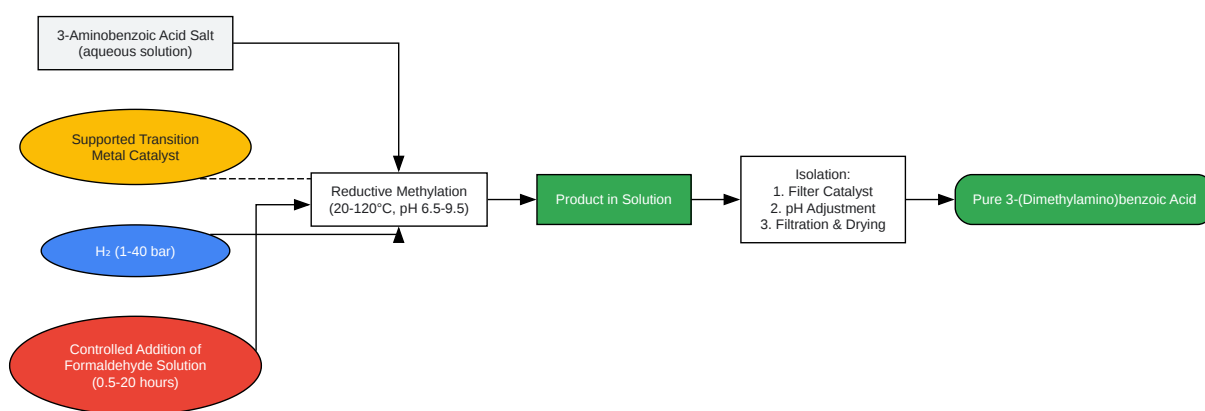 3-Aminobenzoic Acid Salt
(aqueous solution)
Supported Transition
Metal Catalyst
Reductive Methylation
(20-120°C, pH 6.5-9.5)
H₂ (1-40 bar)
Controlled Addition of
Formaldehyde Solution
(0.5-20 hours)
Product in Solution
Isolation:
1. Filter Catalyst
2. pH Adjustment
3. Filtration & Drying
Pure 3-(Dimethylamino)benzoic Acid